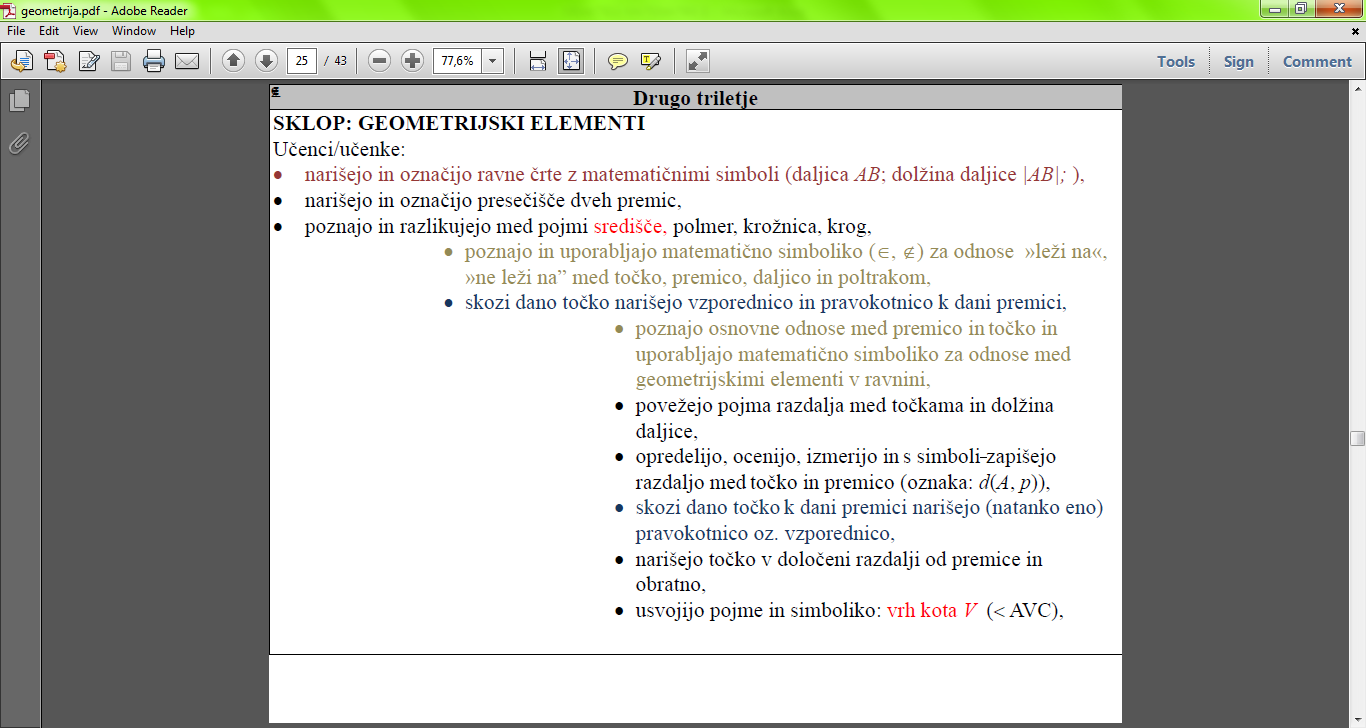 geometrija.pdf - Adobe Reader
File Edit View Window Help
25 / 43 77,6% Tools Sign Comment
∉ Drugo triletje
SKLOP: GEOMETRIJSKI ELEMENTI
Učenci/učenke:
• narišejo in označijo ravne črte z matematičnimi simboli (daljica AB; dolžina daljice |AB|; ),
• narišejo in označijo presečišče dveh premic,
• poznajo in razlikujejo med pojmi središče, polmer, krožnica, krog,
• poznajo in uporabljajo matematično simboliko (∈, ∉) za odnose »leži na«,
»ne leži na” med točko, premico, daljico in poltrakom,
• skozi dano točko narišejo vzporednico in pravokotnico k dani premici,
• poznajo osnovne odnose med premico in točko in
uporabljajo matematično simboliko za odnose med
geometrijskimi elementi v ravnini,
• povežejo pojma razdalja med točkama in dolžina
daljice,
• opredelijo, ocenijo, izmerijo in s simboli-zapišejo
razdaljo med točko in premico (oznaka: d(A, p)),
• skozi dano točko k dani premici narišejo (natanko eno)
pravokotnico oz. vzporednico,
• narišejo točko v določeni razdalji od premice in
obratno,
• usvojijo pojme in simboliko: vrh kota V (< AVC),